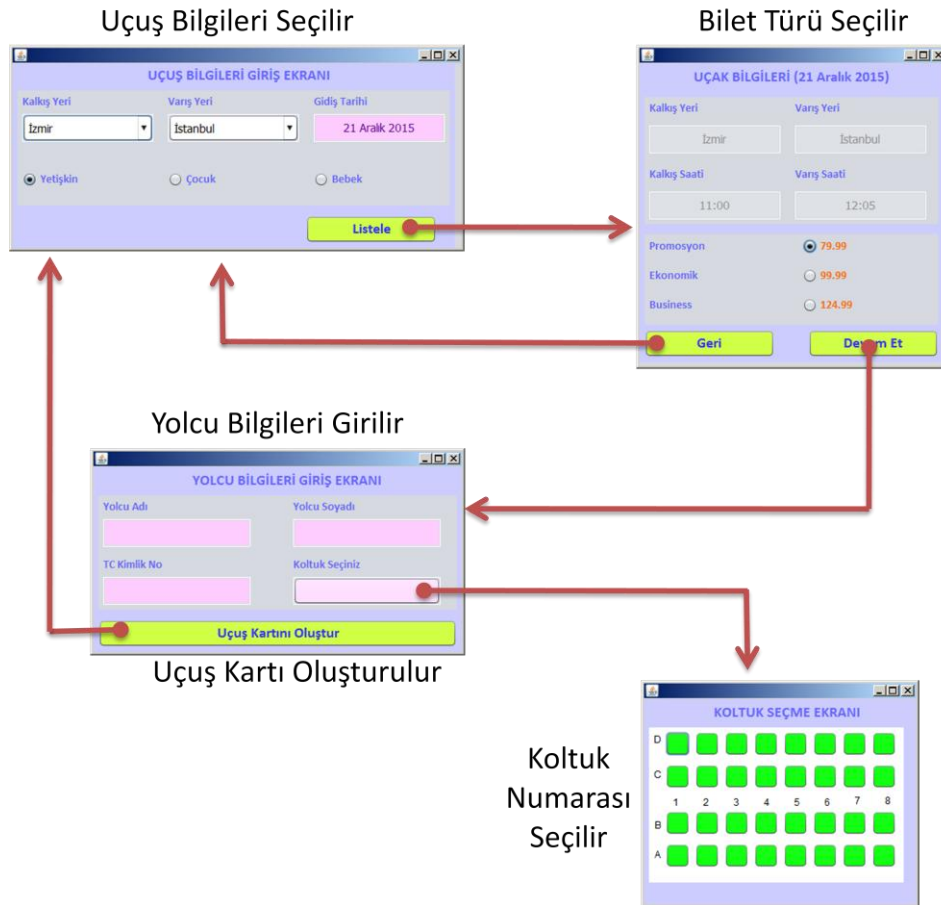 Uçuş Bilgileri Seçilir
UÇUŞ BİLGİLERİ GİRİŞ EKRANI
Kalkış Yeri Varış Yeri Gidiş Tarihi
İzmir İstanbul 21 Aralık 2015
Yetişkin Çocuk Bebek
Listele
Bilet Türü Seçilir
UÇAK BİLGİLERİ (21 Aralık 2015)
Kalkış Yeri Varış Yeri
İzmir İstanbul
Kalkış Saati Varış Saati
11:00 12:05
Promosyon 79.99
Ekonomik 99.99
Business 124.99
Geri Devam Et
Yolcu Bilgileri Girilir
YOLCU BİLGİLERİ GİRİŞ EKRANI
Yolcu Adı Yolcu Soyadı
TC Kimlik No Koltuk Seçiniz
Uçuş Kartını Oluştur
Uçuş Kartı Oluşturulur
Koltuk
Numarası
Seçilir
KOLTUK SEÇME EKRANI
D
C
1 2 3 4 5 6 7 8
B
A